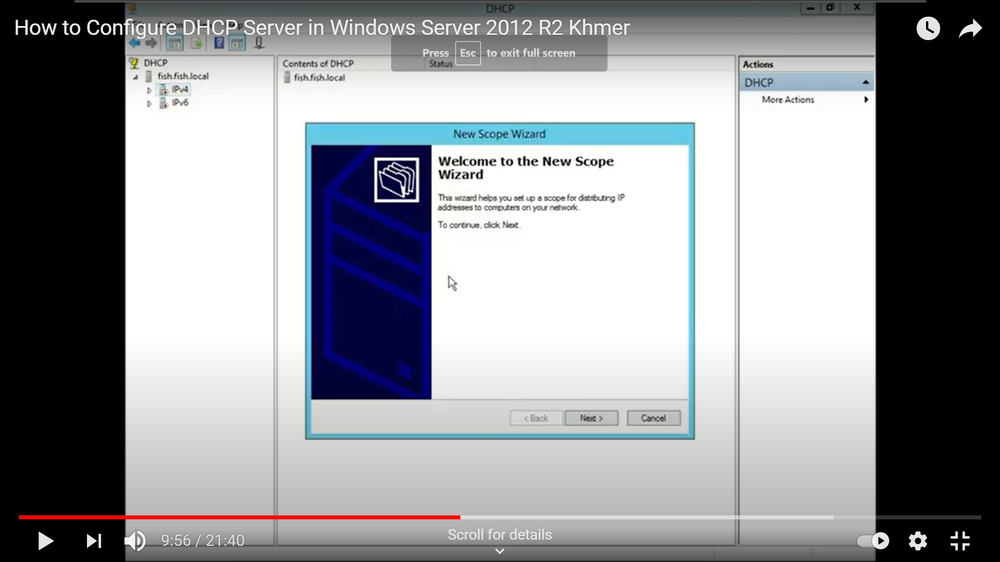 DHCP
How to Configure DHCP Server in Windows Server 2012 R2 Khmer
Press Esc to exit full screen
DHCP
fish.fish.local
IPv4
IPv6
Contents of DHCP
Status
fish.fish.local
Actions
DHCP
More Actions
New Scope Wizard
Welcome to the New Scope
Wizard
This wizard helps you set up a scope for distributing IP
addresses to computers on your network.
To continue, click Next.
< Back
Next >
Cancel
9:56 / 21:40
Scroll for details